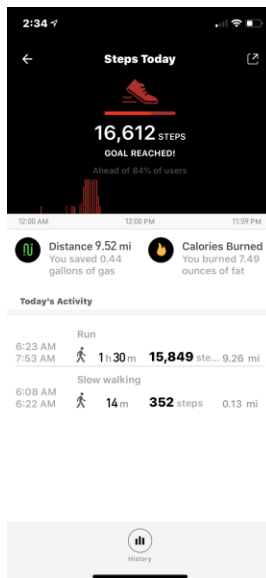 2:34
Steps Today
16,612 STEPS
GOAL REACHED!
Ahead of 84% of users
12:00 AM 12:00 PM 11:59 PM
Distance 9.52 mi
You saved 0.44
gallons of gas
Calories Burned
You burned 7.49
ounces of fat
Today's Activity
Run
6:23 AM
7:53 AM
1 h 30 m 15,849 ste... 9.26 mi
Slow walking
6:08 AM
6:22 AM
14 m 352 steps 0.13 mi
History